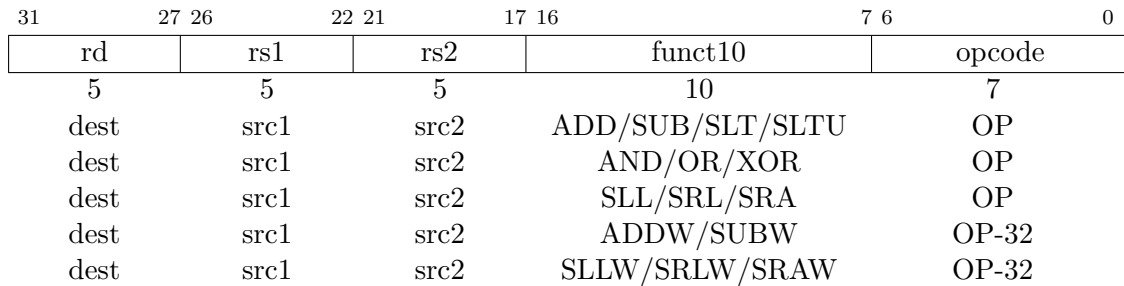 31 27 26 22 21 17 16 7 6 0
rd rs1 rs2 funct10 opcode
5 5 5 10 7
dest src1 src2 ADD/SUB/SLT/SLTU OP
dest src1 src2 AND/OR/XOR OP
dest src1 src2 SLL/SRL/SRA OP
dest src1 src2 ADDW/SUBW OP-32
dest src1 src2 SLLW/SRLW/SRAW OP-32